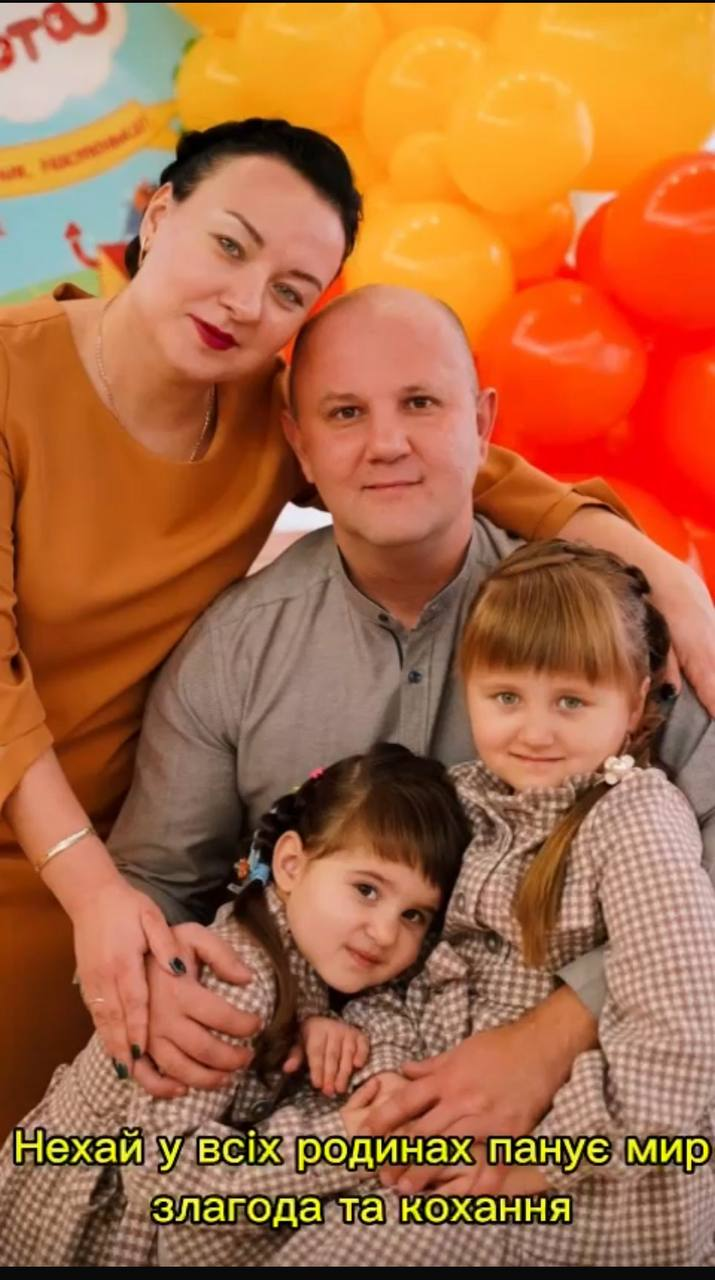 Нехай у всіх родинах панує мир
злагода та кохання